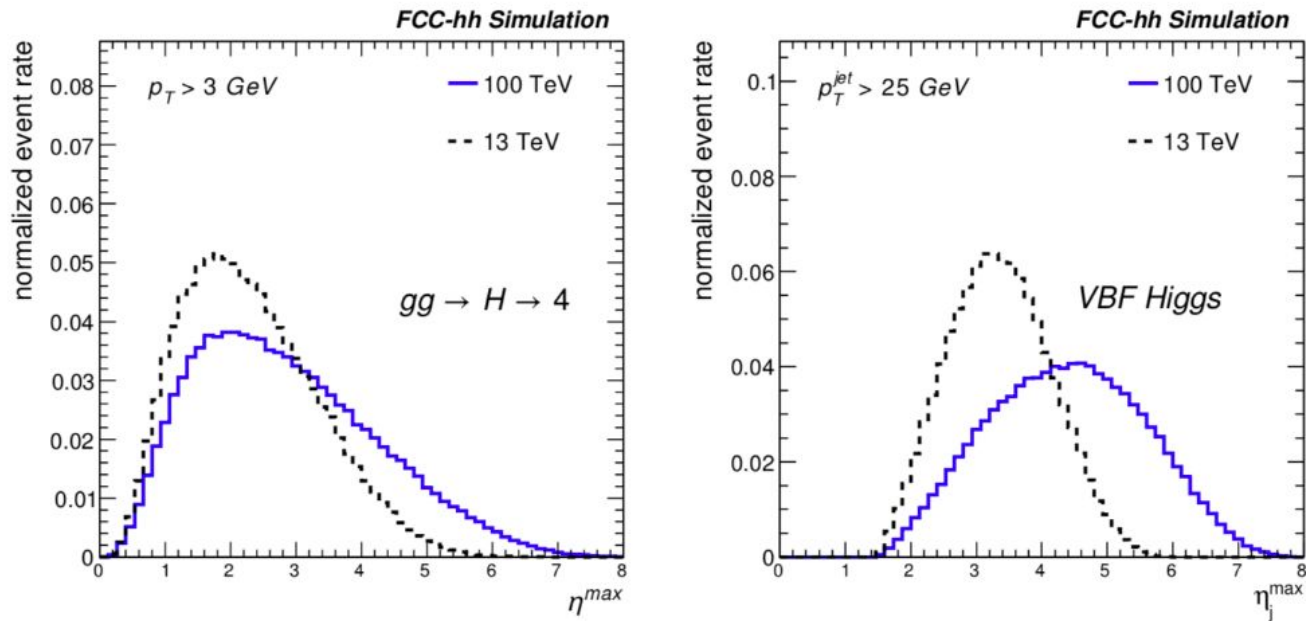 FCC-hh Simulation
normalized event rate
0.08
0.07
0.06
0.05
0.04
0.03
0.02
0.01
0
p_T > 3 GeV
100 TeV
13 TeV
gg → H → 4
0 1 2 3 4 5 6 7 8
η^max
FCC-hh Simulation
normalized event rate
0.1
0.08
0.06
0.04
0.02
0
p_T^jet > 25 GeV
100 TeV
13 TeV
VBF Higgs
0 1 2 3 4 5 6 7 8
η_j^max